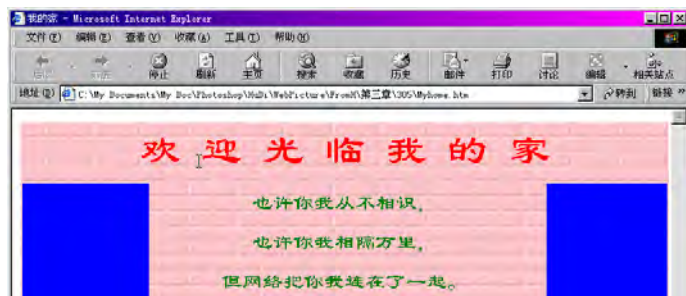 我的家 - Microsoft Internet Explorer
文件(F) 编辑(E) 查看(V) 收藏(A) 工具(T) 帮助(H)
停止 刷新 主页 搜索 收藏 历史 邮件 打印 讨论 编辑 相关站点
地址(D) C:\My Documents\My Doc\Photoshop\HaDi\WebPicture\FromX\第三章\305\Myhome.htm 转到 链接 »
欢迎光临我的家
也许你我从不相识,
也许你我相隔万里,
但网络把你我连在了一起。